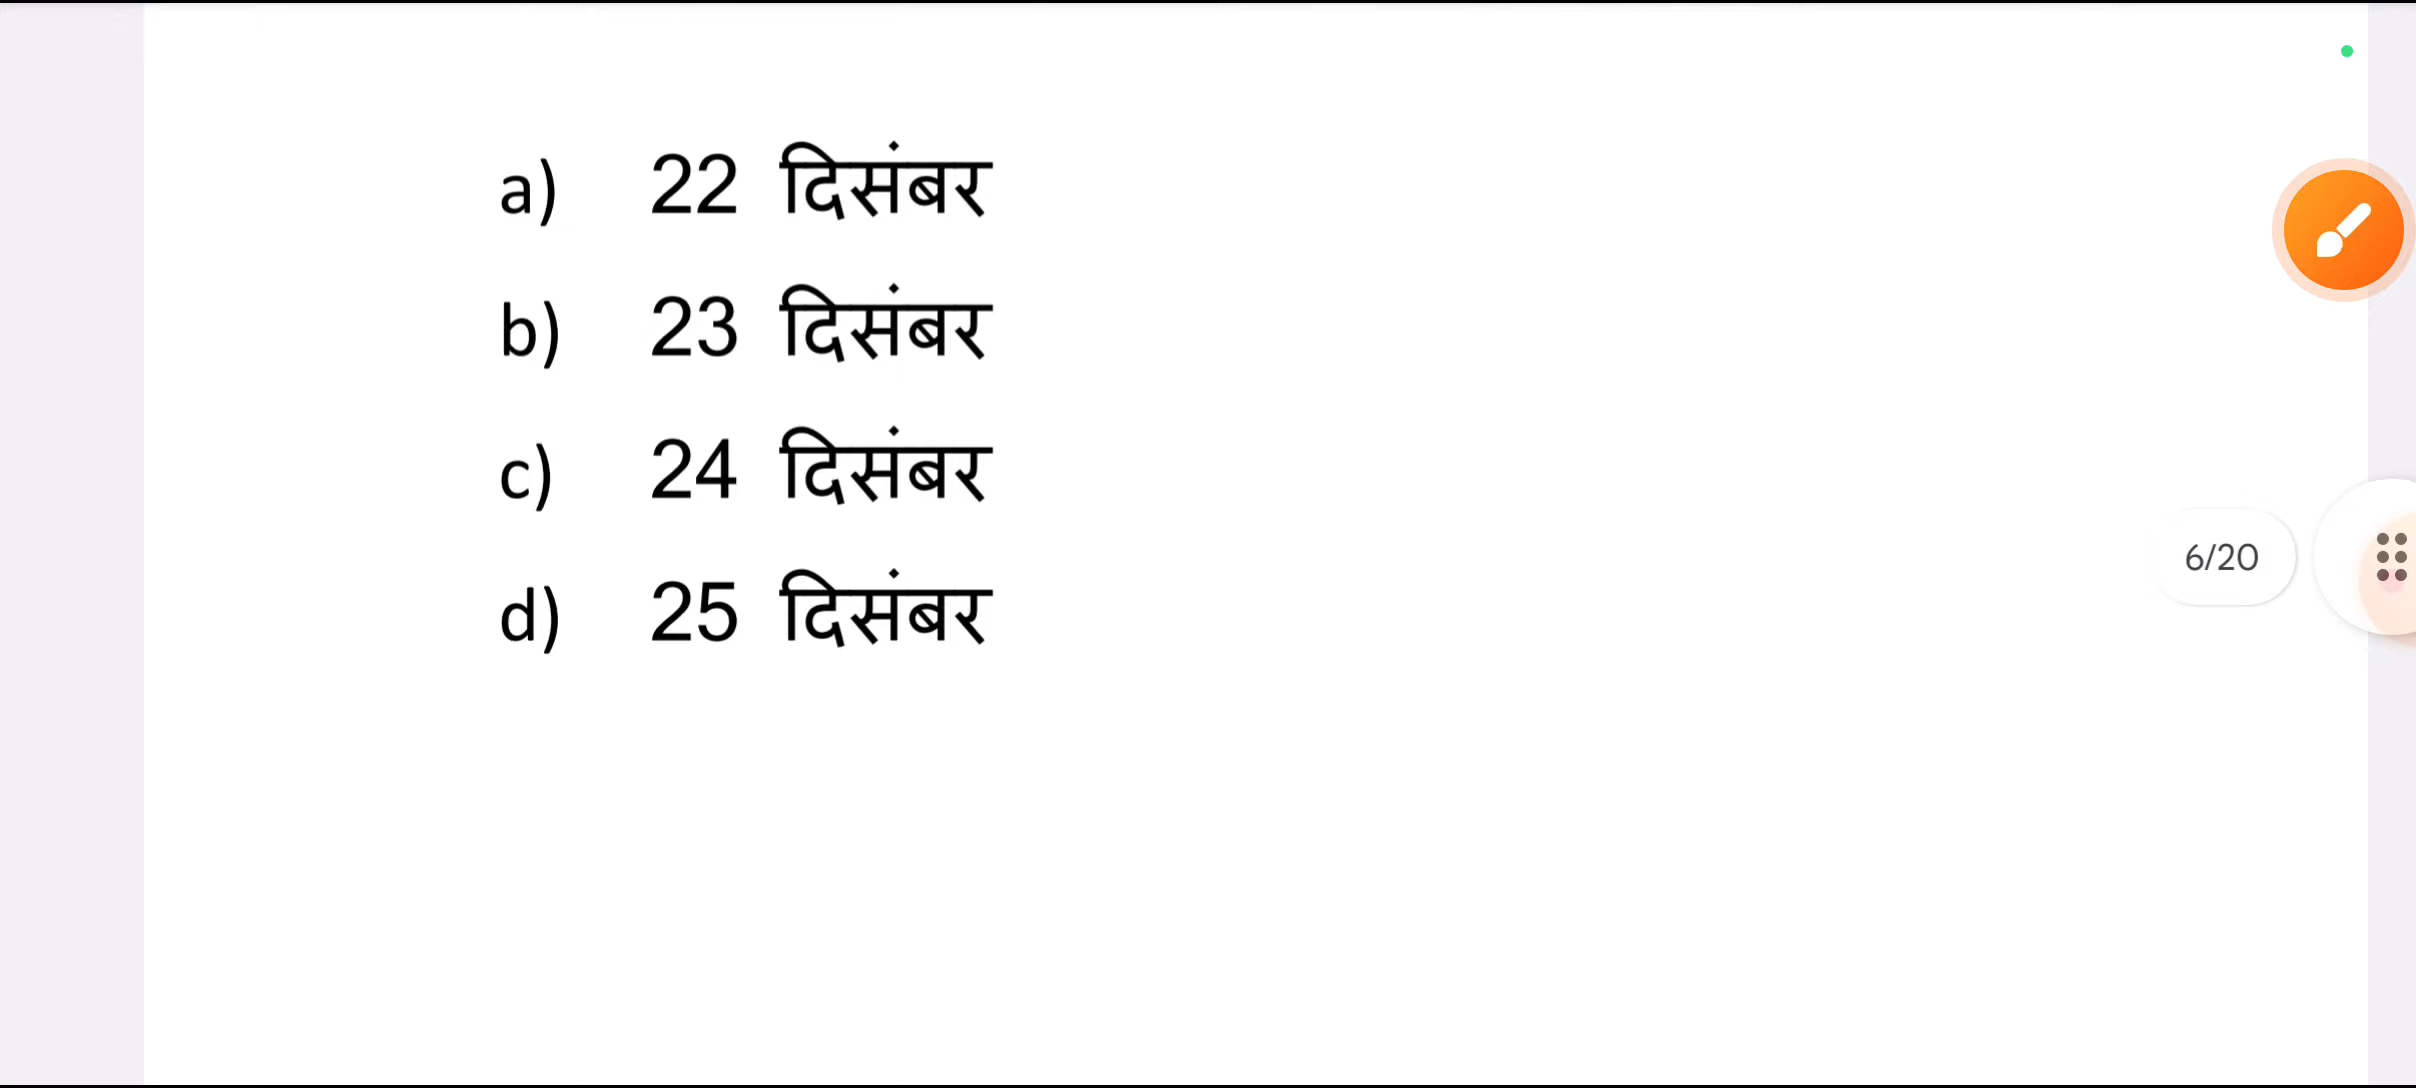 a) 22 दिसंबर
b) 23 दिसंबर
c) 24 दिसंबर
d) 25 दिसंबर
6/20